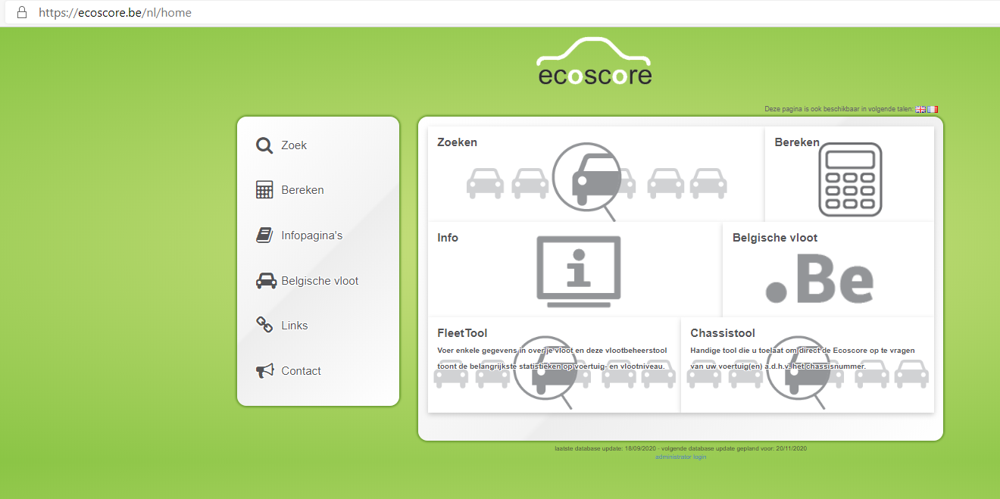 https://ecoscore.be/nl/home
ecoscore
Deze pagina is ook beschikbaar in volgende talen:
Zoek
Bereken
Infopagina's
Belgische vloot
Links
Contact
Zoeken
Bereken
Info
Belgische vloot
.Be
FleetTool
Voer enkele gegevens in over je vloot en deze vlootbeheerstool
toont de belangrijkste statistieken op voertuig- en vlootniveau.
Chassistool
Handige tool die u toelaat om direct de Ecoscore op te vragen
van uw voertuig(en) a.d.h.v. het chassisnummer.
laatste database update: 18/09/2020 - volgende database update gepland voor: 20/11/2020
administrator login